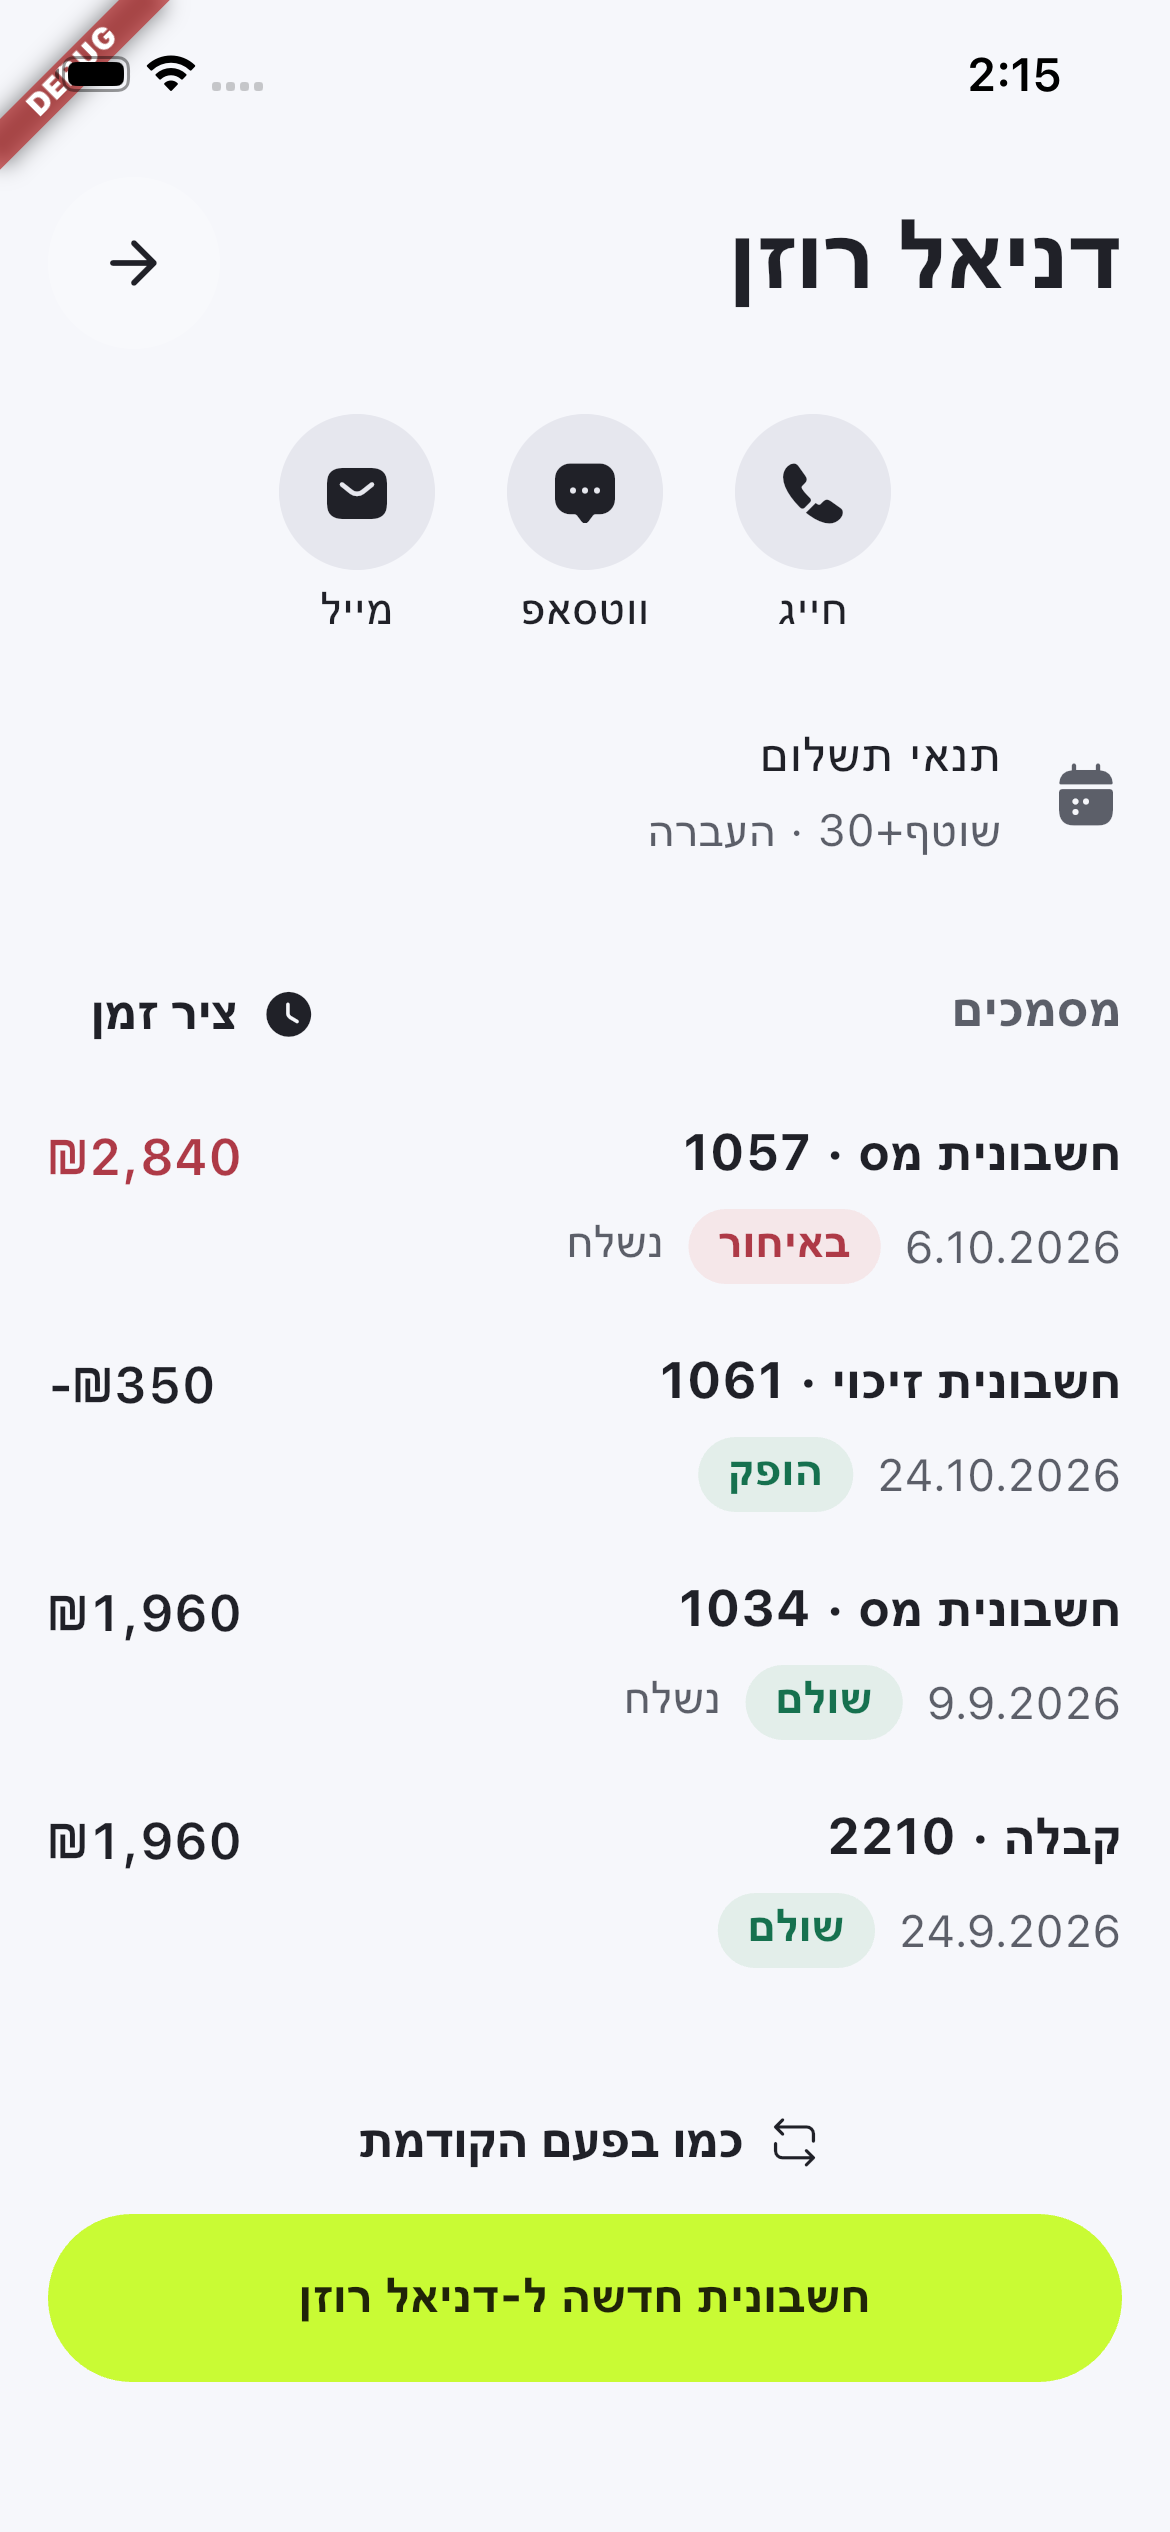 2:15
DEBUG
דניאל רוזן
חייג
ווטסאפ
מייל
תנאי תשלום
שוטף+30 · העברה
מסמכים
ציר זמן
חשבונית מס · 1057
₪2,840
6.10.2026 באיחור נשלח
חשבונית זיכוי · 1061
-₪350
24.10.2026 הופק
חשבונית מס · 1034
₪1,960
9.9.2026 שולם נשלח
קבלה · 2210
₪1,960
24.9.2026 שולם
כמו בפעם הקודמת
חשבונית חדשה ל-דניאל רוזן